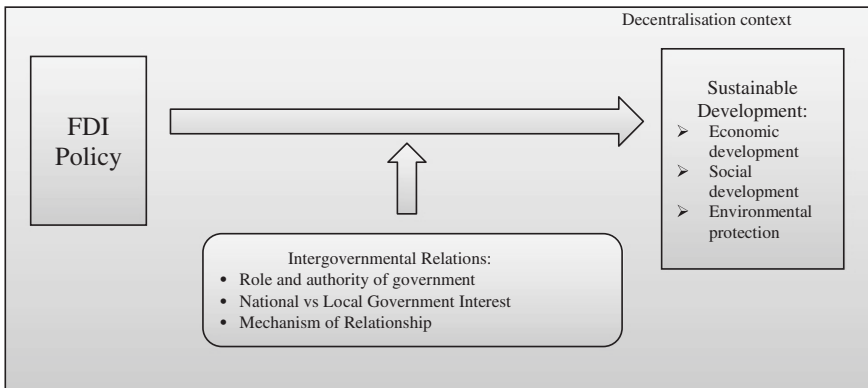 Decentralisation context
FDI
Policy
Sustainable
Development:
➢ Economic
development
➢ Social
development
➢ Environmental
protection
Intergovernmental Relations:
• Role and authority of government
• National vs Local Government Interest
• Mechanism of Relationship